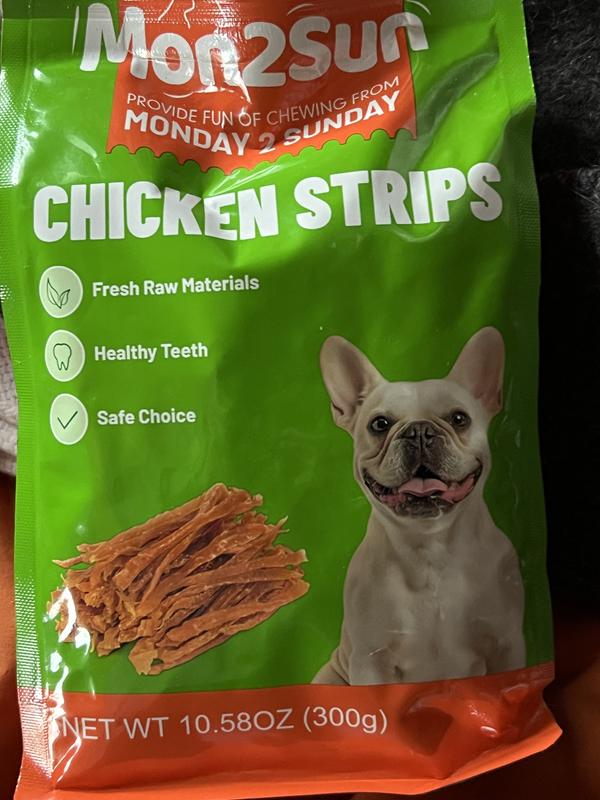 Mon2Sun
PROVIDE FUN OF CHEWING FROM
MONDAY 2 SUNDAY
CHICKEN STRIPS
Fresh Raw Materials
Healthy Teeth
Safe Choice
NET WT 10.58OZ (300g)